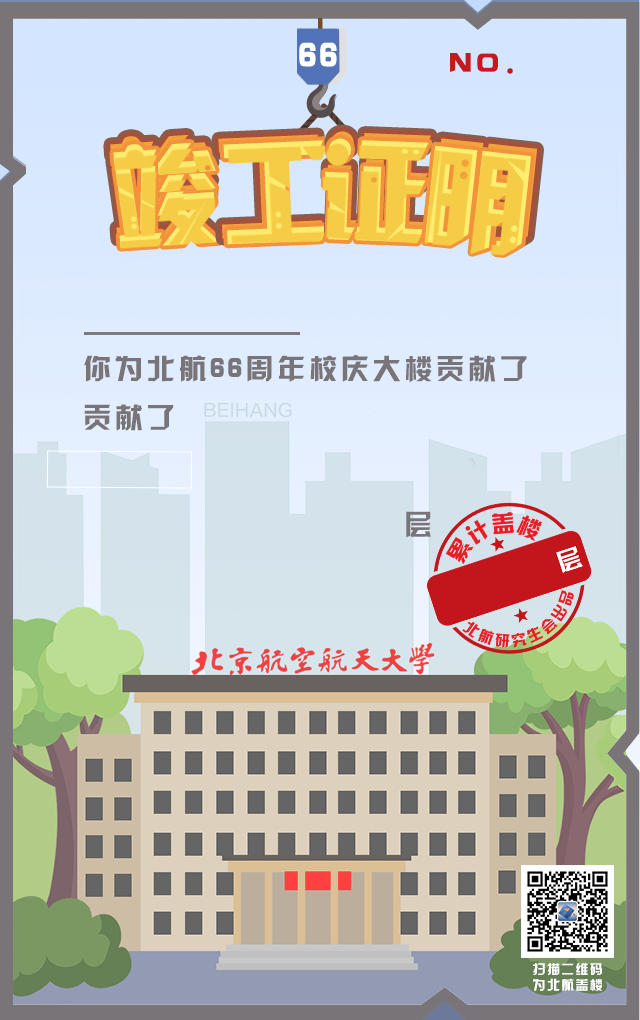 66
NO.
竣工证明
你为北航66周年校庆大楼贡献了
贡献了
BEIHANG
层
累计盖楼
层
北航研究生会出品
北京航空航天大學
扫描二维码
为北航盖楼